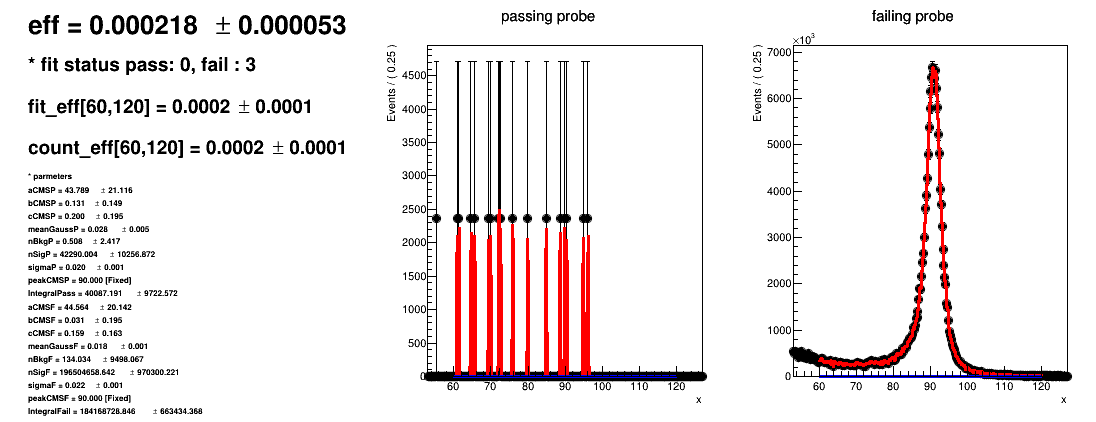 eff = 0.000218 ± 0.000053
* fit status pass: 0, fail : 3
fit_eff[60,120] = 0.0002 ± 0.0001
count_eff[60,120] = 0.0002 ± 0.0001
* parmeters
aCMSP = 43.789 ± 21.116
bCMSP = 0.131 ± 0.149
cCMSP = 0.200 ± 0.195
meanGaussP = 0.028 ± 0.005
nBkgP = 0.508 ± 2.417
nSigP = 42290.004 ± 10256.872
sigmaP = 0.020 ± 0.001
peakCMSP = 90.000 [Fixed]
IntegralPass = 40087.191 ± 9722.572
aCMSF = 44.564 ± 20.142
bCMSF = 0.031 ± 0.195
cCMSF = 0.159 ± 0.163
meanGaussF = 0.018 ± 0.001
nBkgF = 134.034 ± 9498.067
nSigF = 196504658.642 ± 970300.221
sigmaF = 0.022 ± 0.001
peakCMSF = 90.000 [Fixed]
IntegralFail = 184168728.846 ± 663434.368
passing probe
Events / ( 0.25 )
4500
4000
3500
3000
2500
2000
1500
1000
500
0
60 70 80 90 100 110 120
x
failing probe
×10³
Events / ( 0.25 )
7000
6000
5000
4000
3000
2000
1000
0
60 70 80 90 100 110 120
x